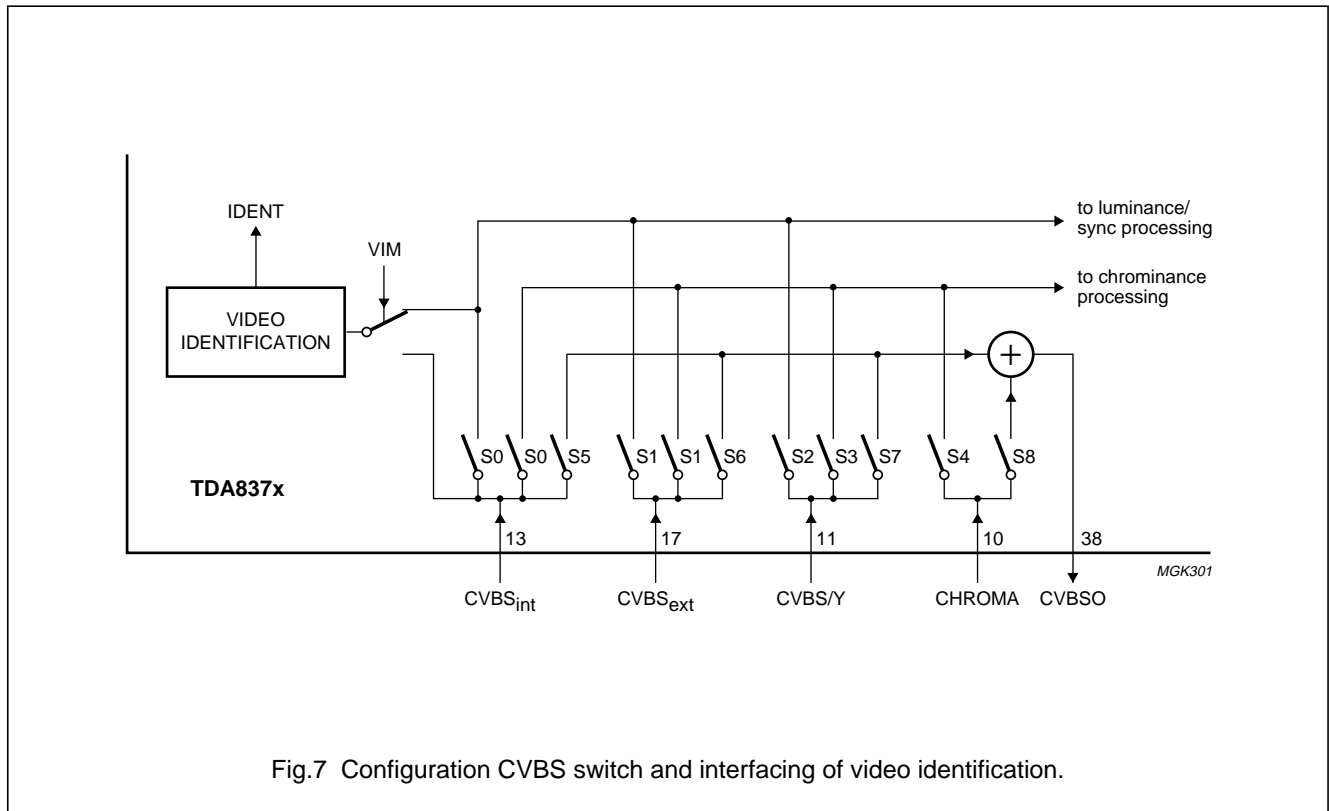 IDENT
to luminance/
sync processing
VIM
to chrominance
processing
VIDEO
IDENTIFICATION
+
S0 S0 S5 S1 S1 S6 S2 S3 S7 S4 S8
TDA837x
13 17 11 10 38
MGK301
CVBSint CVBSext CVBS/Y CHROMA CVBSO
Fig.7 Configuration CVBS switch and interfacing of video identification.